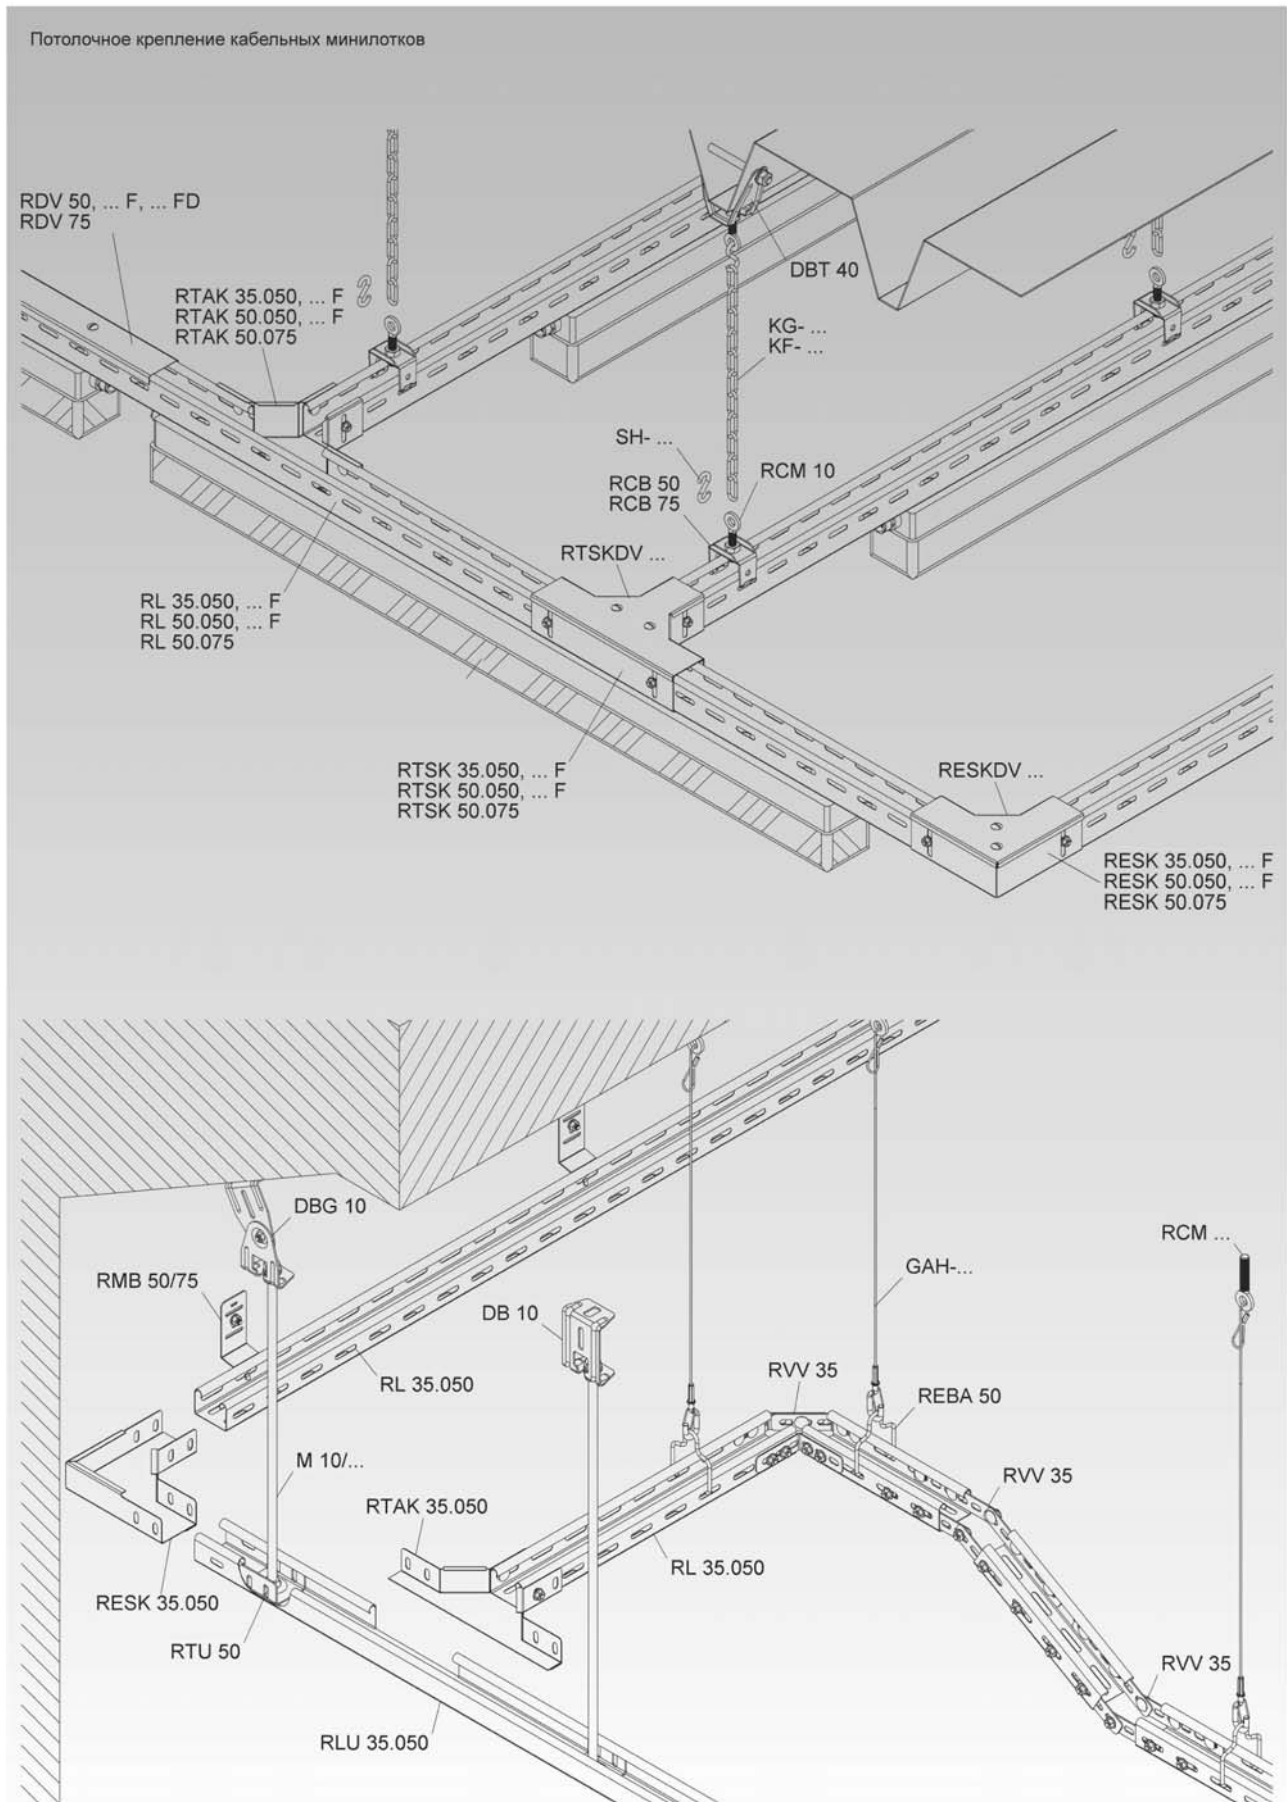 Потолочное крепление кабельных минилотков
RDV 50, ... F, ... FD
RDV 75
RTAK 35.050, ... F
RTAK 50.050, ... F
RTAK 50.075
DBT 40
KG- ...
KF- ...
SH- ...
RCB 50
RCB 75
RCM 10
RTSKDV ...
RL 35.050, ... F
RL 50.050, ... F
RL 50.075
RTSK 35.050, ... F
RTSK 50.050, ... F
RTSK 50.075
RESKDV ...
RESK 35.050, ... F
RESK 50.050, ... F
RESK 50.075
DBG 10
RCM ...
RMB 50/75
GAH-...
DB 10
RL 35.050
RVV 35
REBA 50
M 10/...
RVV 35
RTAK 35.050
RL 35.050
RESK 35.050
RTU 50
RVV 35
RLU 35.050